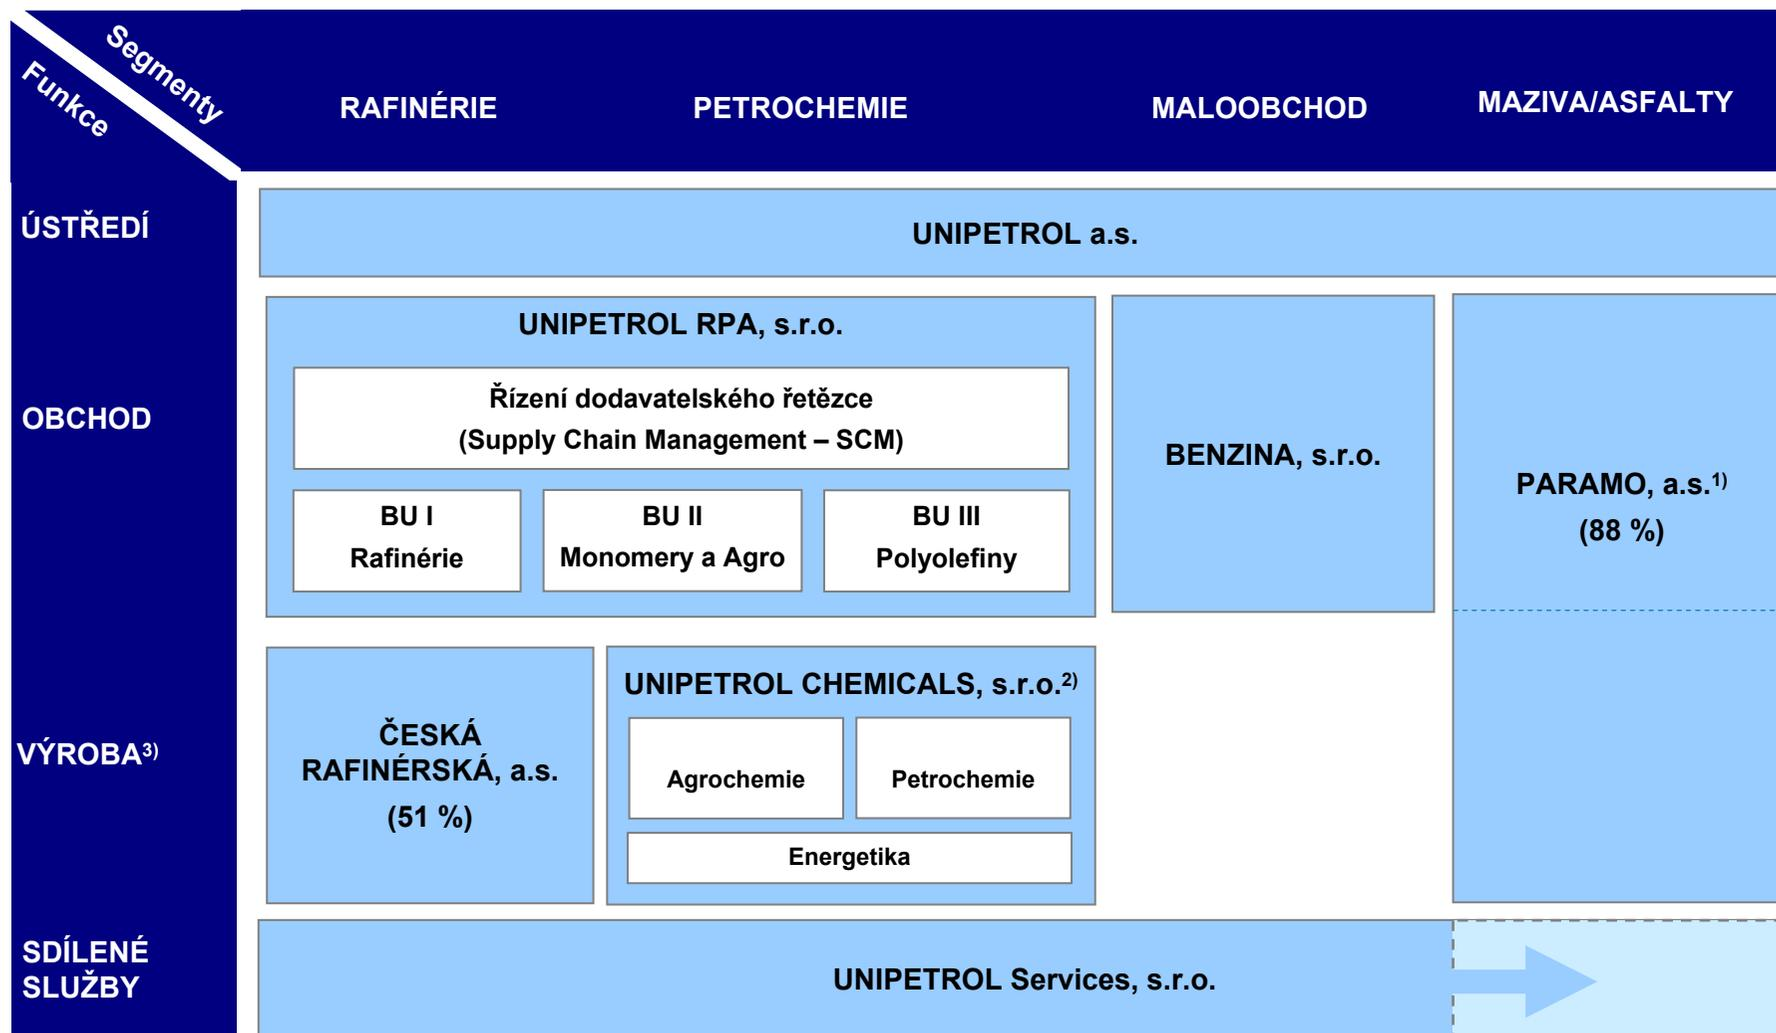 Segmenty
Funkce
RAFINÉRIE
PETROCHEMIE
MALOOBCHOD
MAZIVA/ASFALTY
ÚSTŘEDÍ
UNIPETROL a.s.
OBCHOD
UNIPETROL RPA, s.r.o.
Řízení dodavatelského řetězce
(Supply Chain Management – SCM)
BU I
Rafinérie
BU II
Monomery a Agro
BU III
Polyolefiny
BENZINA, s.r.o.
PARAMO, a.s.1)
(88 %)
VÝROBA3)
ČESKÁ
RAFINÉRSKÁ, a.s.
(51 %)
UNIPETROL CHEMICALS, s.r.o.2)
Agrochemie
Petrochemie
Energetika
SDÍLENÉ
SLUŽBY
UNIPETROL Services, s.r.o.